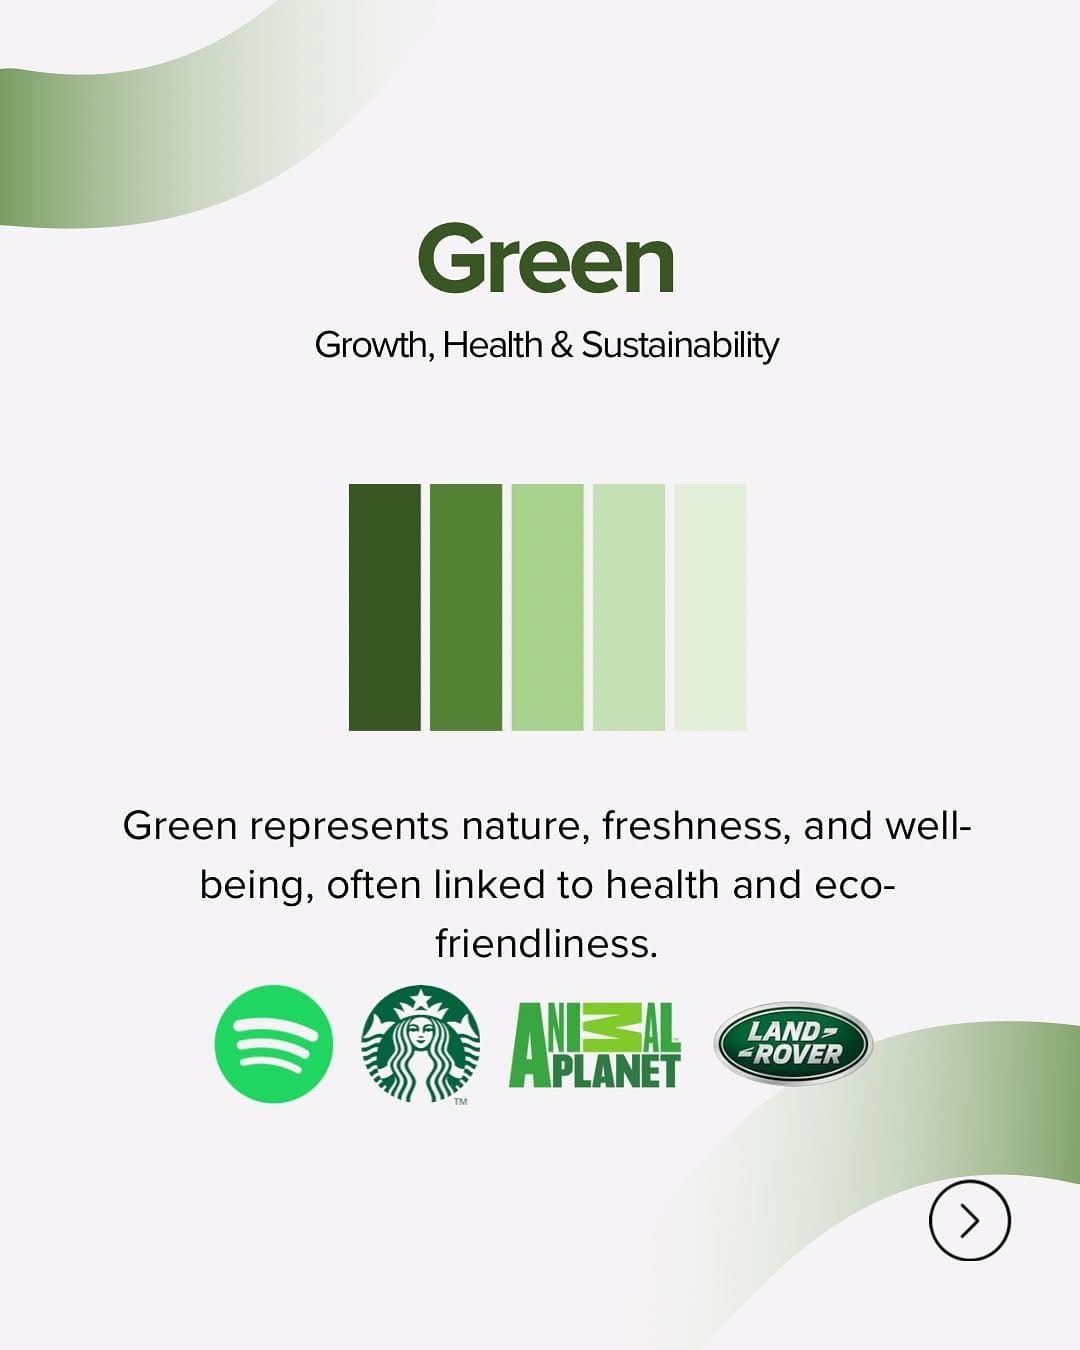 Green
Growth, Health & Sustainability
Green represents nature, freshness, and well-
being, often linked to health and eco-
friendliness.
ANIMAL
PLANET
LAND-
-ROVER
TM